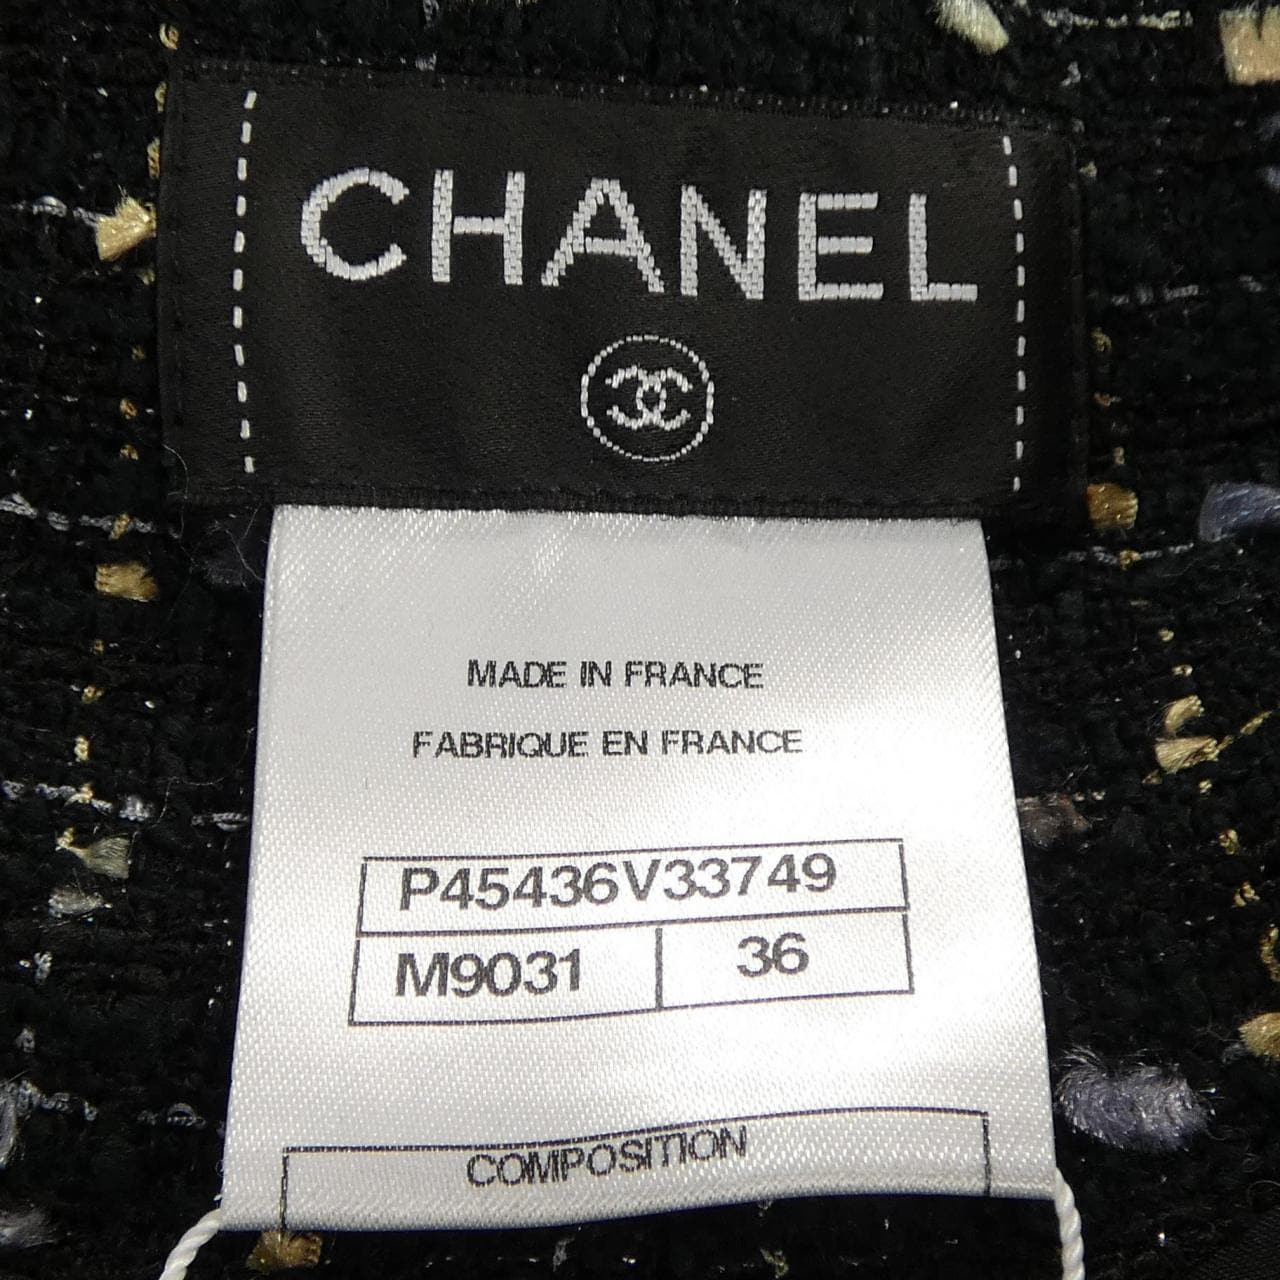 CHANEL
MADE IN FRANCE
FABRIQUE EN FRANCE
P45436V33749
M9031 36
COMPOSITION